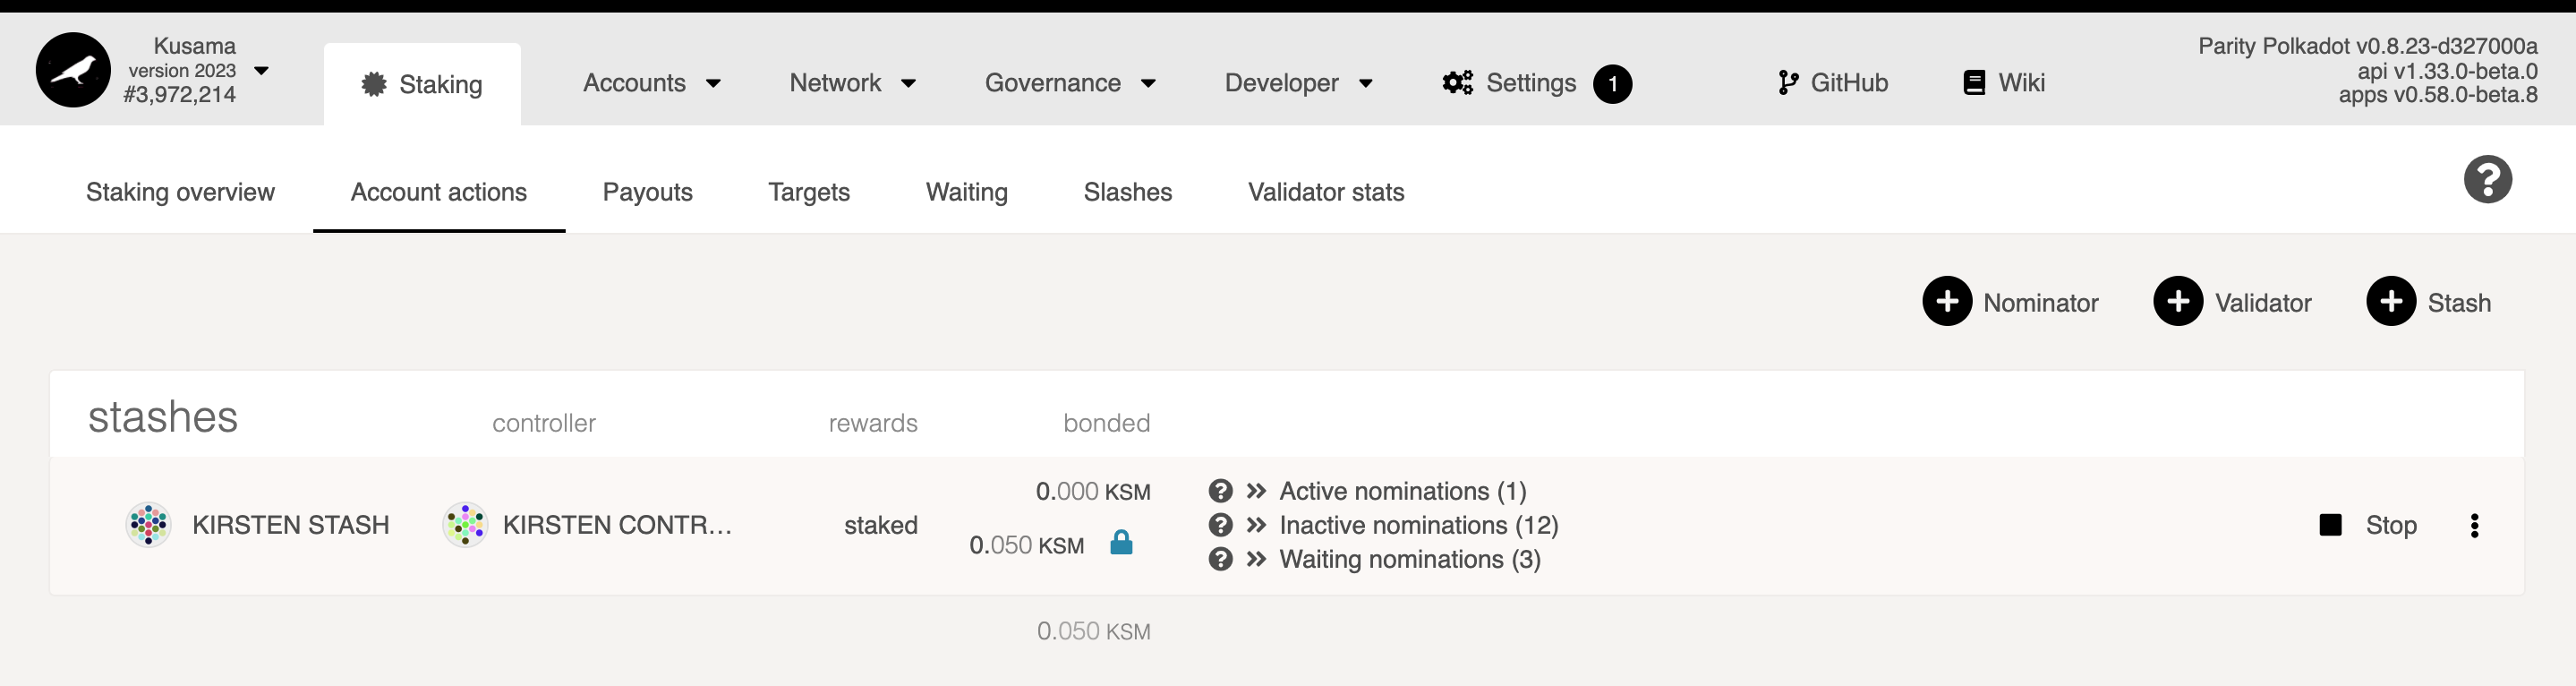 Kusama
version 2023
#3,972,214
Staking
Accounts
Network
Governance
Developer
Settings 1
GitHub
Wiki
Parity Polkadot v0.8.23-d327000a
api v1.33.0-beta.0
apps v0.58.0-beta.8
Staking overview
Account actions
Payouts
Targets
Waiting
Slashes
Validator stats
?
+ Nominator
+ Validator
+ Stash
stashes controller rewards bonded
KIRSTEN STASH
KIRSTEN CONTR...
staked
0.000 KSM
0.050 KSM
? Active nominations (1)
? Inactive nominations (12)
? Waiting nominations (3)
Stop
0.050 KSM